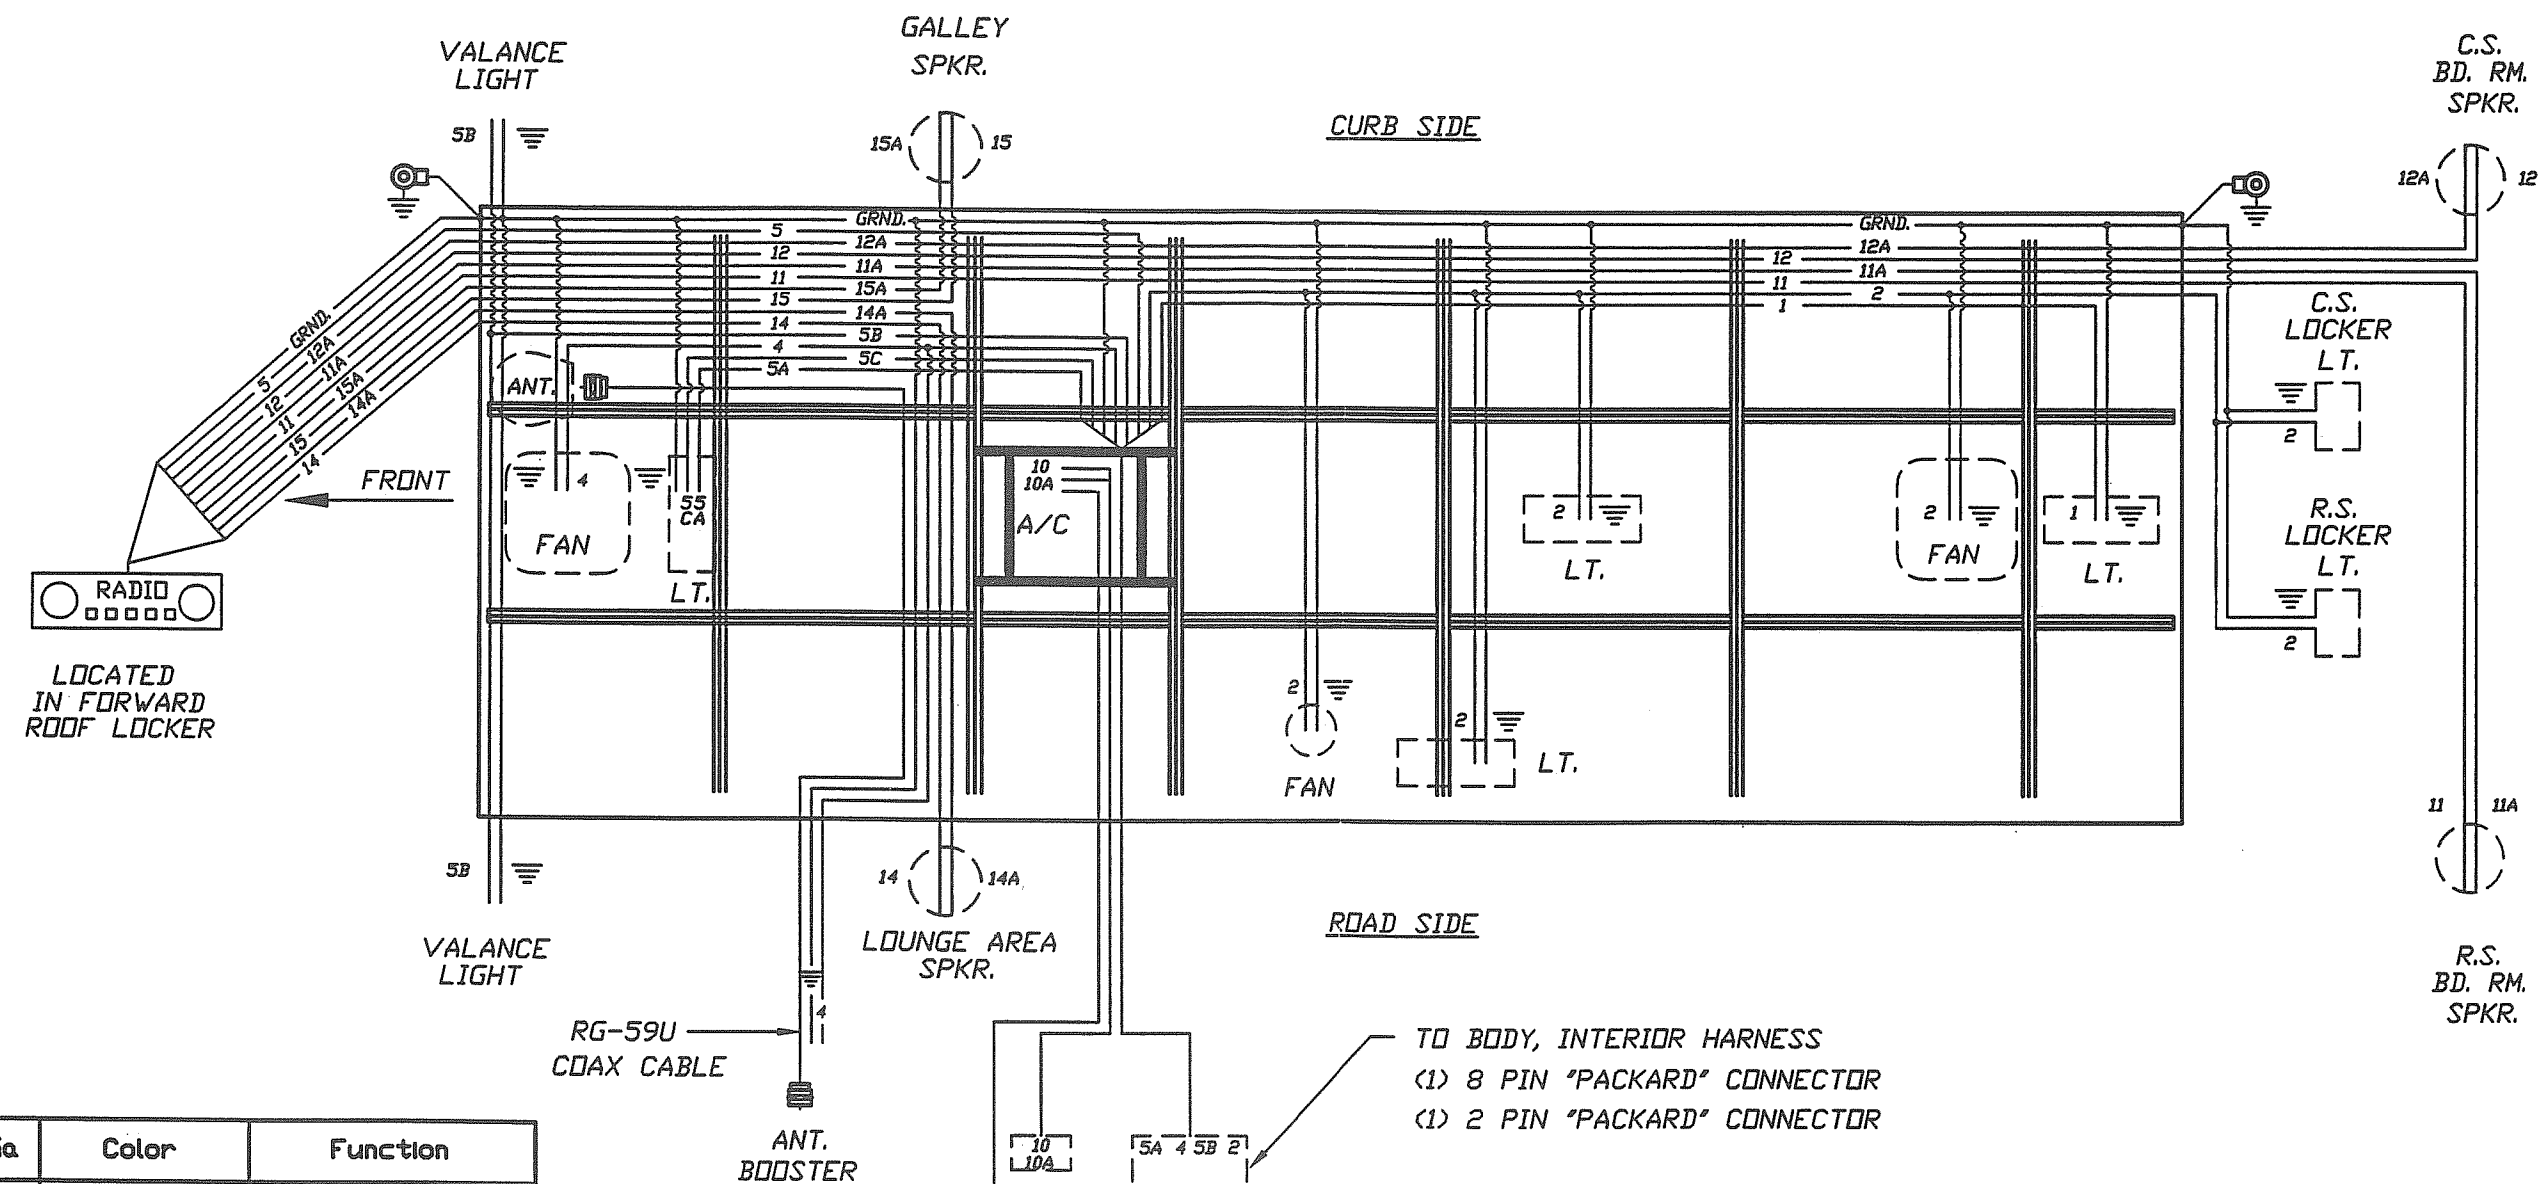 GALLEY
SPKR.
VALANCE
LIGHT
C.S.
BD. RM.
SPKR.
CURB SIDE
5B
15A
15
12A
12
GRND.
5
12A
12
11A
11
15A
15
14A
14
5B
4
5C
5A
GRND.
12A
12
11A
11
2
1
GRND.
5
12A
12
11A
11
15A
15
14A
14
ANT.
C.S.
LOCKER
LT.
2
FRONT
4
FAN
55
CA
LT.
10
10A
A/C
2
LT.
2
FAN
1
LT.
R.S.
LOCKER
LT.
2
RADIO
LOCATED
IN FORWARD
ROOF LOCKER
2
FAN
2
LT.
11
11A
5B
14
14A
VALANCE
LIGHT
LOUNGE AREA
SPKR.
ROAD SIDE
R.S.
BD. RM.
SPKR.
4
RG-59U
COAX CABLE
TO BODY, INTERIOR HARNESS
(1) 8 PIN "PACKARD" CONNECTOR
(1) 2 PIN "PACKARD" CONNECTOR
ANT.
BOOSTER
10
10A
5A 4 5B 2
Color
Function